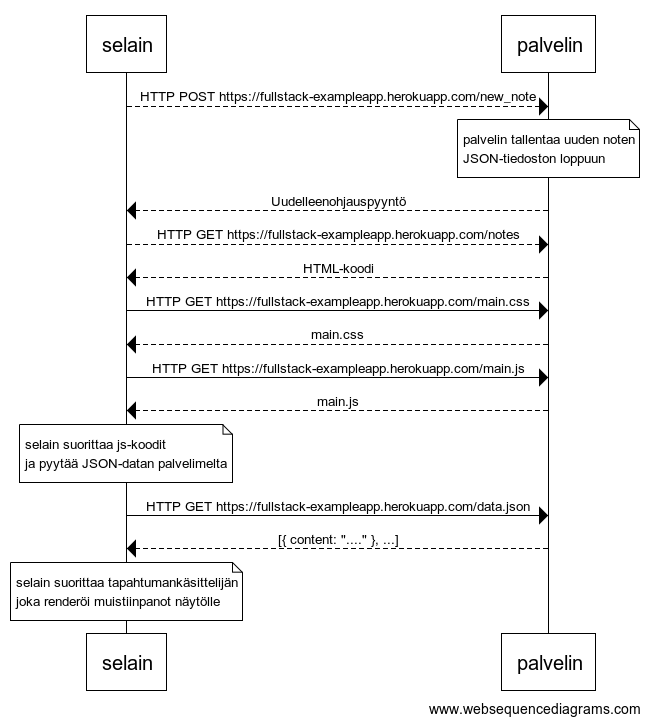 selain
palvelin
HTTP POST https://fullstack-exampleapp.herokuapp.com/new_note
palvelin tallentaa uuden noten
JSON-tiedoston loppuun
Uudelleenohjauspyyntö
HTTP GET https://fullstack-exampleapp.herokuapp.com/notes
HTML-koodi
HTTP GET https://fullstack-exampleapp.herokuapp.com/main.css
main.css
HTTP GET https://fullstack-exampleapp.herokuapp.com/main.js
main.js
selain suorittaa js-koodit
ja pyytää JSON-datan palvelimelta
HTTP GET https://fullstack-exampleapp.herokuapp.com/data.json
[{ content: "...." }, ...]
selain suorittaa tapahtumankäsittelijän
joka renderöi muistiinpanot näytölle
selain
palvelin
www.websequencediagrams.com